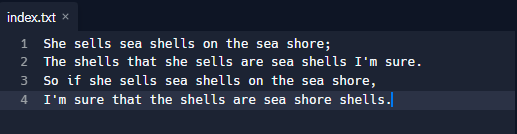 index.txt ×
1 She sells sea shells on the sea shore;
2 The shells that she sells are sea shells I'm sure.
3 So if she sells sea shells on the sea shore,
4 I'm sure that the shells are sea shore shells.